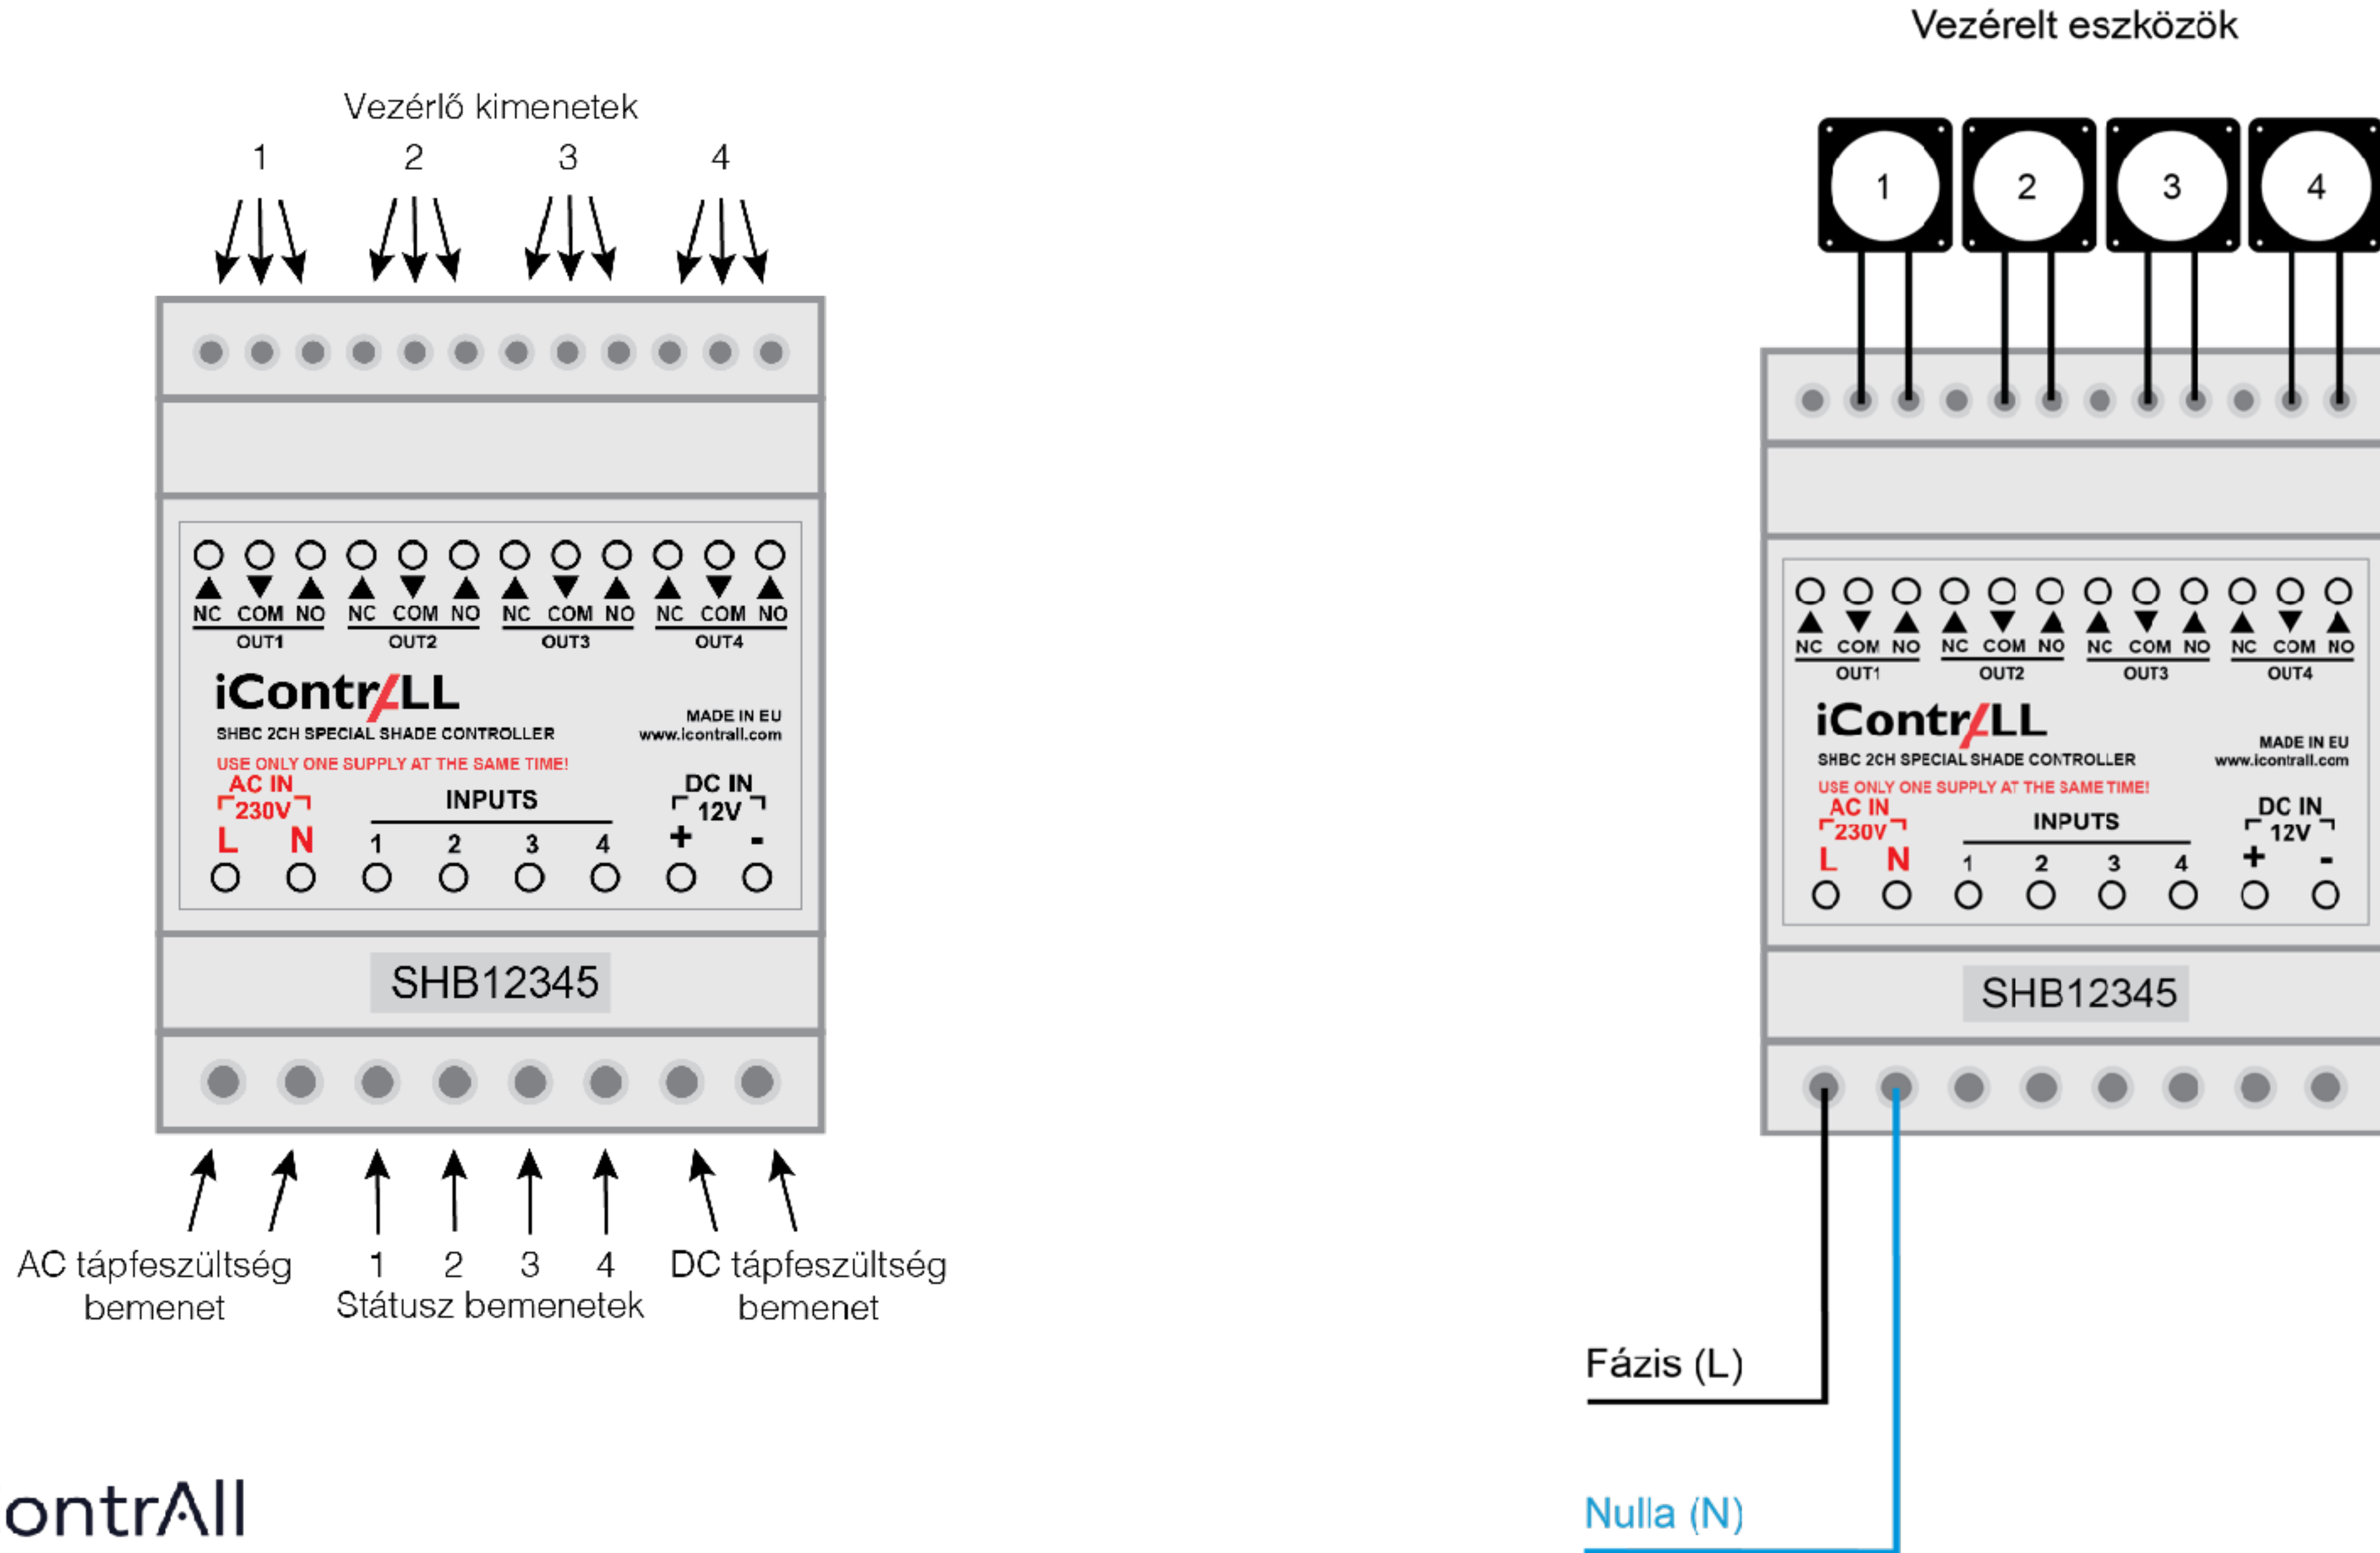 Vezérlő kimenetek
1 2 3 4
NC COM NO NC COM NO NC COM NO NC COM NO
OUT1 OUT2 OUT3 OUT4
iContrALL
SHBC 2CH SPECIAL SHADE CONTROLLER
MADE IN EU
www.icontrall.com
USE ONLY ONE SUPPLY AT THE SAME TIME!
AC IN
230V
L N
INPUTS
1 2 3 4
DC IN
12V
+ -
SHB12345
AC tápfeszültség
bemenet
1 2 3 4
Státusz bemenetek
DC tápfeszültség
bemenet
ontrAll
Vezérelt eszközök
1 2 3 4
NC COM NO NC COM NO NC COM NO NC COM NO
OUT1 OUT2 OUT3 OUT4
iContrALL
SHBC 2CH SPECIAL SHADE CONTROLLER
MADE IN EU
www.icontrall.com
USE ONLY ONE SUPPLY AT THE SAME TIME!
AC IN
230V
L N
INPUTS
1 2 3 4
DC IN
12V
+ -
SHB12345
Fázis (L)
Nulla (N)